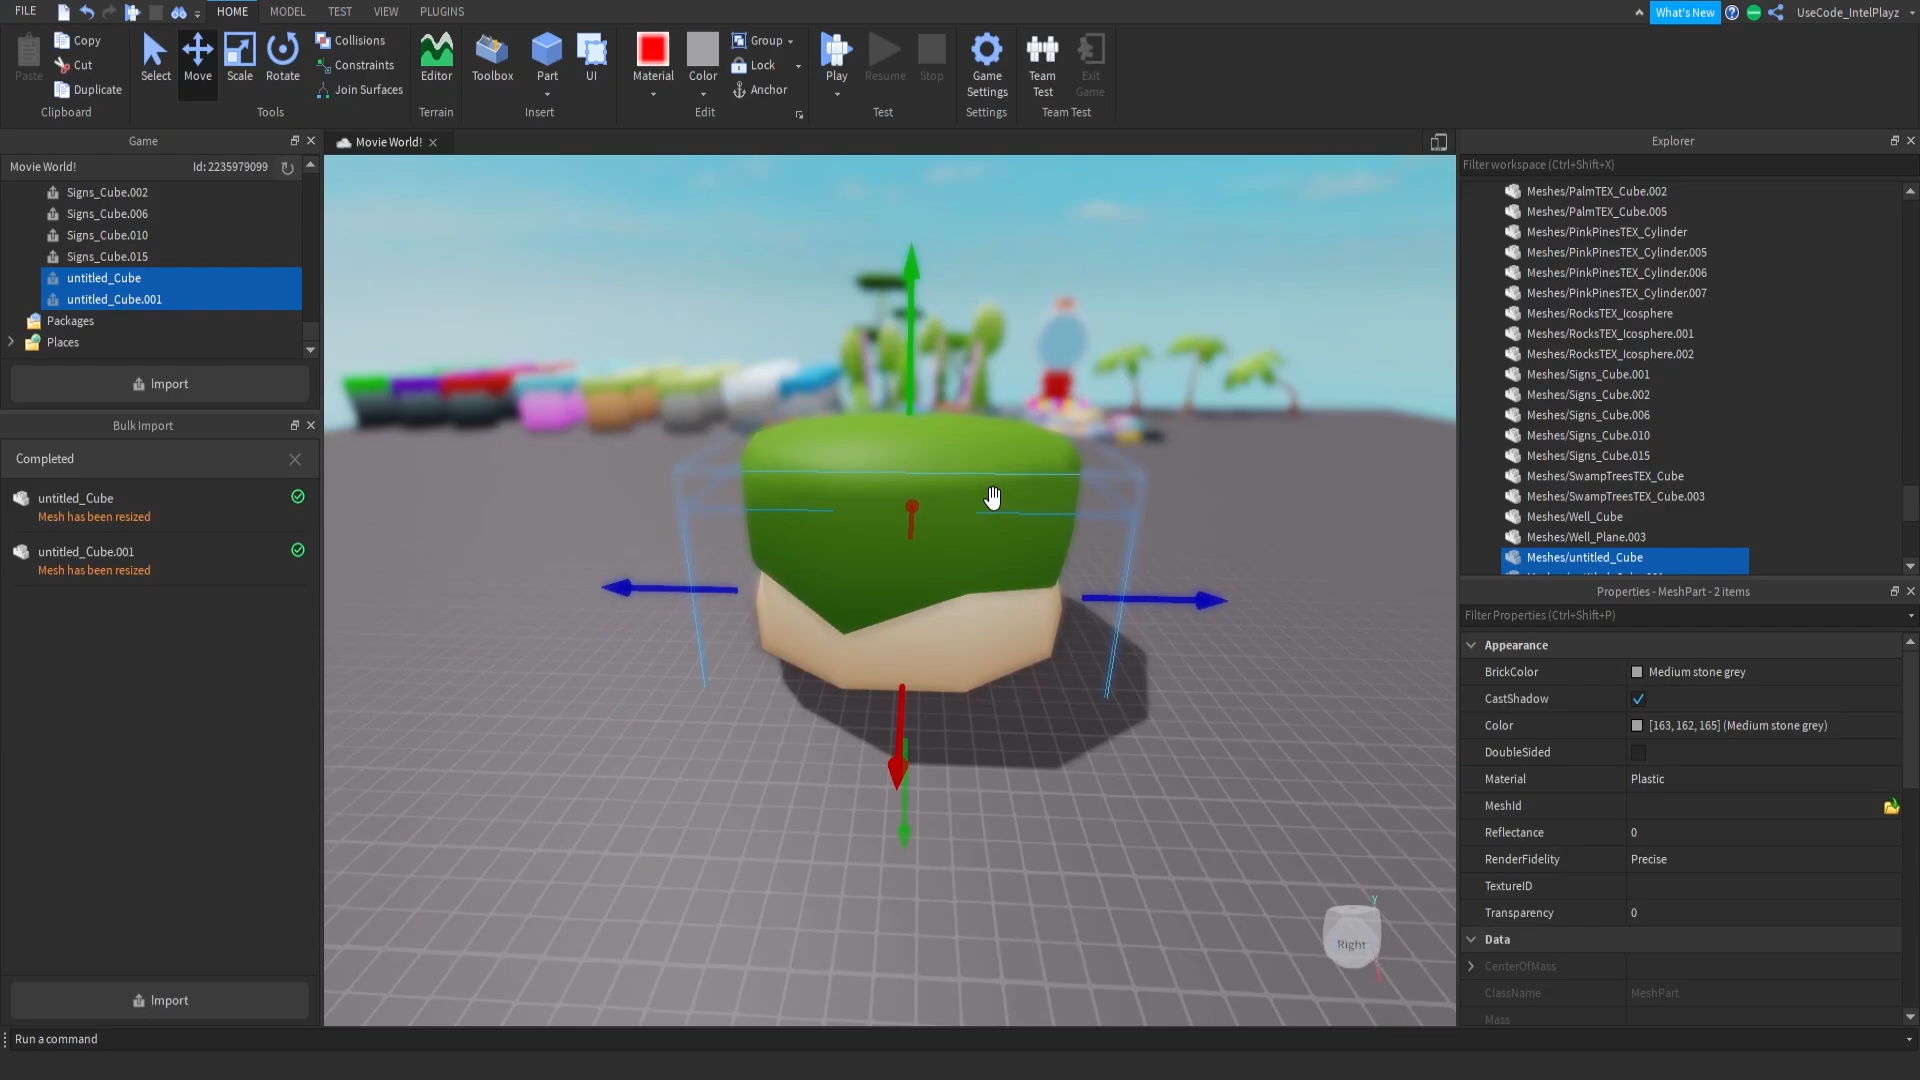 FILE
HOME
MODEL
TEST
VIEW
PLUGINS
What's New
UseCode_IntelPlayz
Paste
Copy
Cut
Duplicate
Clipboard
Select
Move
Scale
Rotate
Collisions
Constraints
Join Surfaces
Tools
Editor
Terrain
Toolbox
Part
UI
Insert
Material
Color
Group
Lock
Anchor
Edit
Play
Resume
Stop
Test
Game
Settings
Settings
Team
Test
Exit
Game
Team Test
Game
Movie World!
Id: 2235979099
Signs_Cube.002
Signs_Cube.006
Signs_Cube.010
Signs_Cube.015
untitled_Cube
untitled_Cube.001
Packages
Places
Import
Bulk Import
Completed
untitled_Cube
Mesh has been resized
untitled_Cube.001
Mesh has been resized
Import
Run a command
Movie World!
Right
Y
Explorer
Filter workspace (Ctrl+Shift+X)
Meshes/PalmTEX_Cube.002
Meshes/PalmTEX_Cube.005
Meshes/PinkPinesTEX_Cylinder
Meshes/PinkPinesTEX_Cylinder.005
Meshes/PinkPinesTEX_Cylinder.006
Meshes/PinkPinesTEX_Cylinder.007
Meshes/RocksTEX_Icosphere
Meshes/RocksTEX_Icosphere.001
Meshes/RocksTEX_Icosphere.002
Meshes/Signs_Cube.001
Meshes/Signs_Cube.002
Meshes/Signs_Cube.006
Meshes/Signs_Cube.010
Meshes/Signs_Cube.015
Meshes/SwampTreesTEX_Cube
Meshes/SwampTreesTEX_Cube.003
Meshes/Well_Cube
Meshes/Well_Plane.003
Meshes/untitled_Cube
Properties - MeshPart - 2 items
Filter Properties (Ctrl+Shift+P)
Appearance
BrickColor Medium stone grey
CastShadow
Color [163, 162, 165] (Medium stone grey)
DoubleSided
Material Plastic
MeshId
Reflectance 0
RenderFidelity Precise
TextureID
Transparency 0
Data
CenterOfMass
ClassName MeshPart
Mass